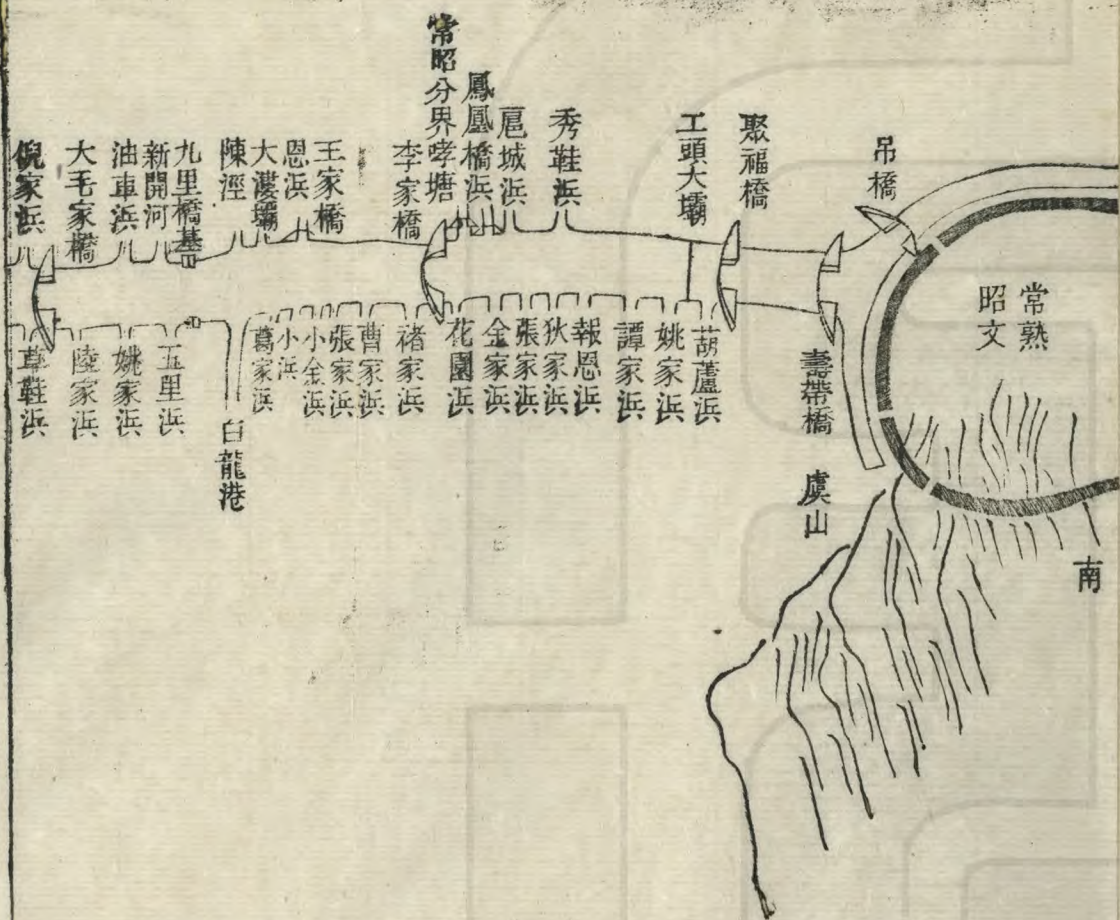 常熟
昭文
南
吊橋
聚福橋
工頭大壩
秀鞋浜
扈城浜
鳳凰橋浜
常昭分界哮塘
李家橋
王家橋
恩浜
大漊壩
陳涇
九里橋基
新開河
油車浜
大毛家橋
倪家浜
壽帶橋
虞山
葫蘆浜
姚家浜
譚家浜
報恩浜
狄家浜
張家浜
金家浜
花園浜
褚家浜
曹家浜
張家浜
小金浜
小浜
葛家浜
白龍港
五里浜
姚家浜
陸家浜
草鞋浜